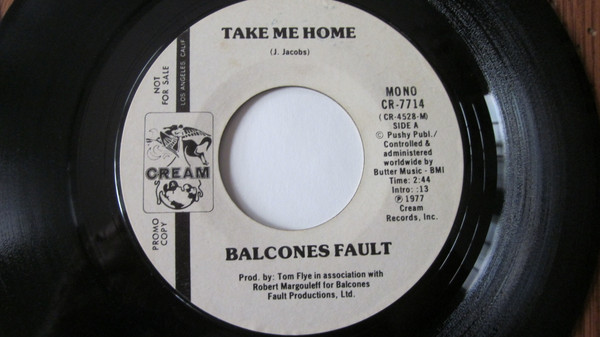 TAKE ME HOME
(J. Jacobs)
NOT
FOR SALE
LOS ANGELES CALIF
MONO
CR-7714
(CR-4528-M)
SIDE A
© Pushy Publ./
Controlled &
administered
worldwide by
Butter Music - BMI
Time: 2:44
Intro: :13
℗ 1977
Cream
Records, Inc.
CREAM
PROMO
COPY
BALCONES FAULT
Prod. by: Tom Flye in association with
Robert Margouleff for Balcones
Fault Productions, Ltd.